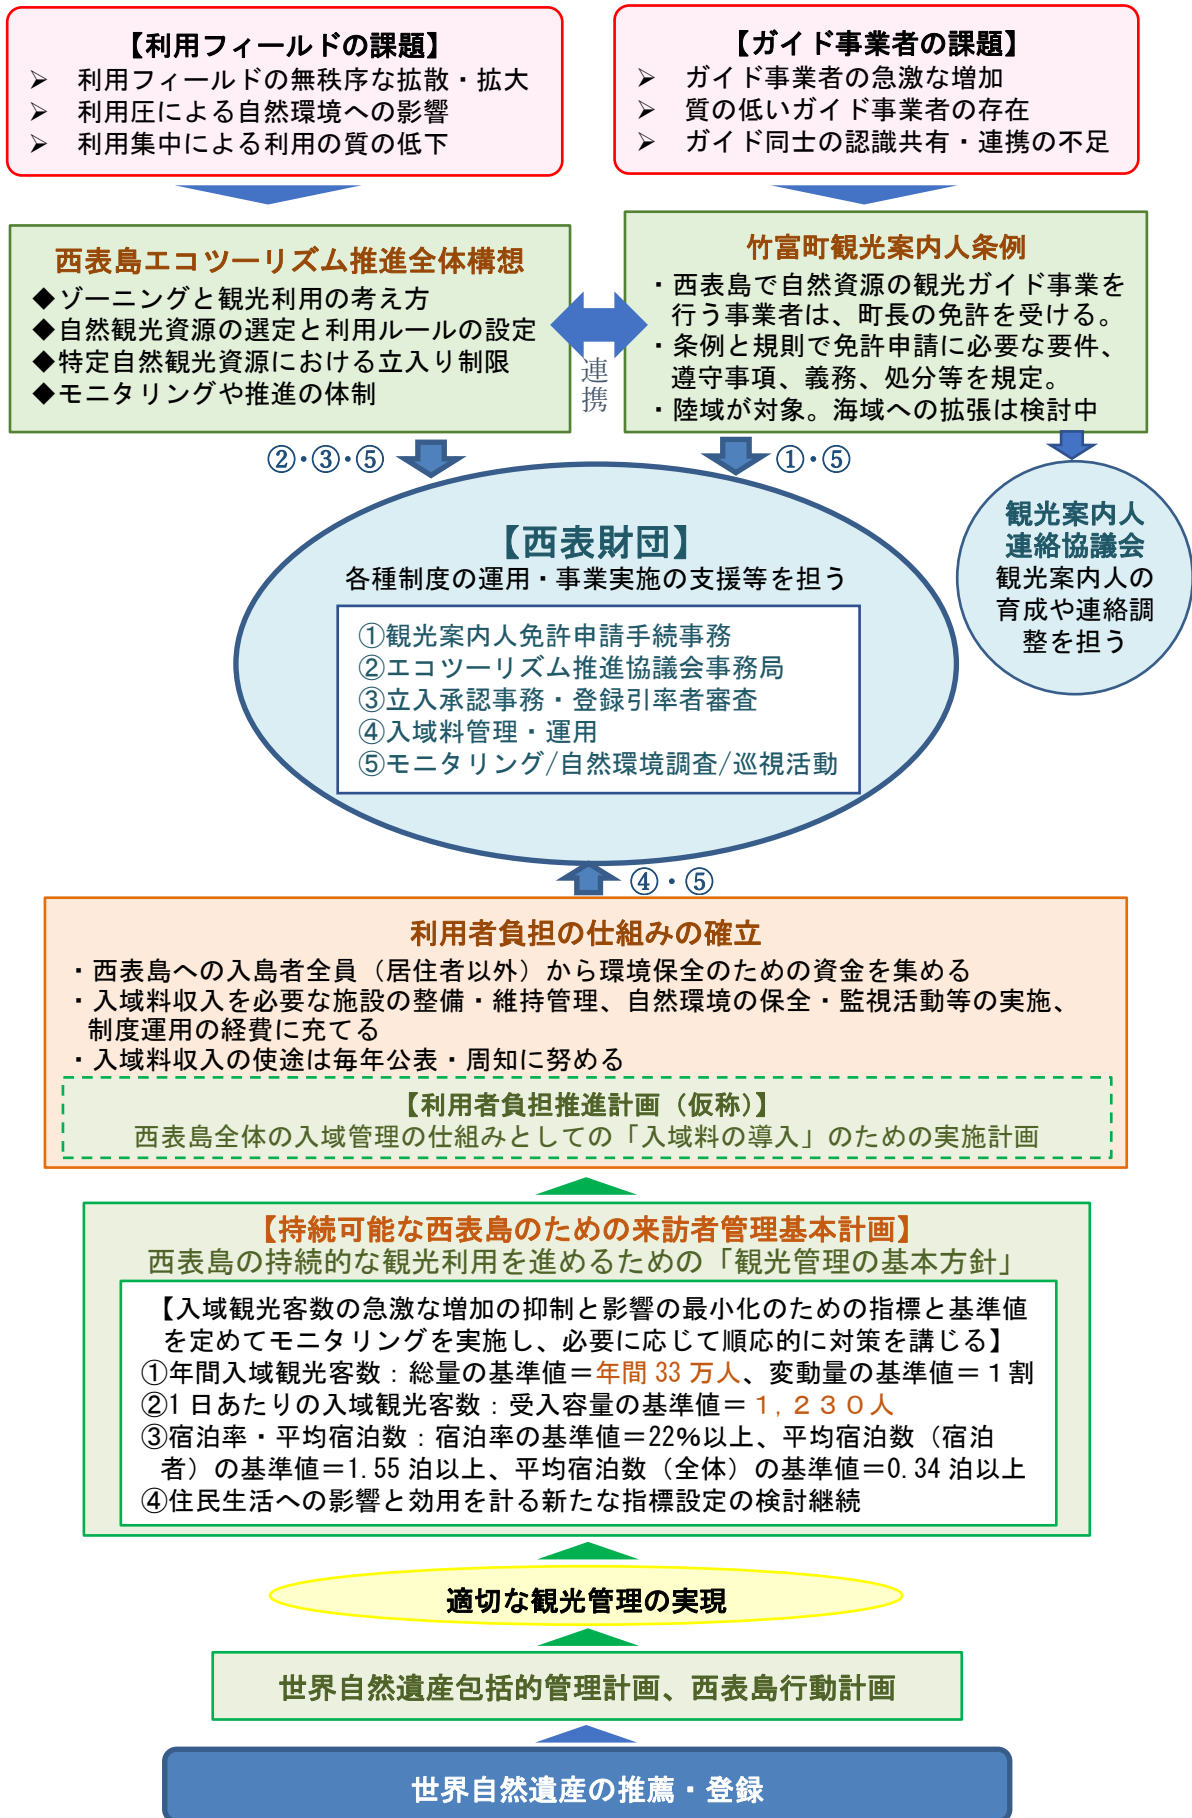 【利用フィールドの課題】
➢ 利用フィールドの無秩序な拡散・拡大
➢ 利用圧による自然環境への影響
➢ 利用集中による利用の質の低下
【ガイド事業者の課題】
➢ ガイド事業者の急激な増加
➢ 質の低いガイド事業者の存在
➢ ガイド同士の認識共有・連携の不足
西表島エコツーリズム推進全体構想
◆ゾーニングと観光利用の考え方
◆自然観光資源の選定と利用ルールの設定
◆特定自然観光資源における立入り制限
◆モニタリングや推進の体制
連携
竹富町観光案内人条例
・西表島で自然資源の観光ガイド事業を
行う事業者は、町長の免許を受ける。
・条例と規則で免許申請に必要な要件、
遵守事項、義務、処分等を規定。
・陸域が対象。海域への拡張は検討中
②・③・⑤
①・⑤
観光案内人
連絡協議会
観光案内人の
育成や連絡調
整を担う
【西表財団】
各種制度の運用・事業実施の支援等を担う
①観光案内人免許申請手続事務
②エコツーリズム推進協議会事務局
③立入承認事務・登録引率者審査
④入域料管理・運用
⑤モニタリング/自然環境調査/巡視活動
④・⑤
利用者負担の仕組みの確立
・西表島への入島者全員（居住者以外）から環境保全のための資金を集める
・入域料収入を必要な施設の整備・維持管理、自然環境の保全・監視活動等の実施、
制度運用の経費に充てる
・入域料収入の使途は毎年公表・周知に努める
【利用者負担推進計画（仮称）】
西表島全体の入域管理の仕組みとしての「入域料の導入」のための実施計画
【持続可能な西表島のための来訪者管理基本計画】
西表島の持続的な観光利用を進めるための「観光管理の基本方針」
【入域観光客数の急激な増加の抑制と影響の最小化のための指標と基準値
を定めてモニタリングを実施し、必要に応じて順応的に対策を講じる】
①年間入域観光客数：総量の基準値＝年間 33 万人、変動量の基準値＝１割
②1 日あたりの入域観光客数：受入容量の基準値＝１，２３０人
③宿泊率・平均宿泊数：宿泊率の基準値＝22%以上、平均宿泊数（宿泊
者）の基準値＝1.55 泊以上、平均宿泊数（全体）の基準値＝0.34 泊以上
④住民生活への影響と効用を計る新たな指標設定の検討継続
適切な観光管理の実現
世界自然遺産包括的管理計画、西表島行動計画
世界自然遺産の推薦・登録